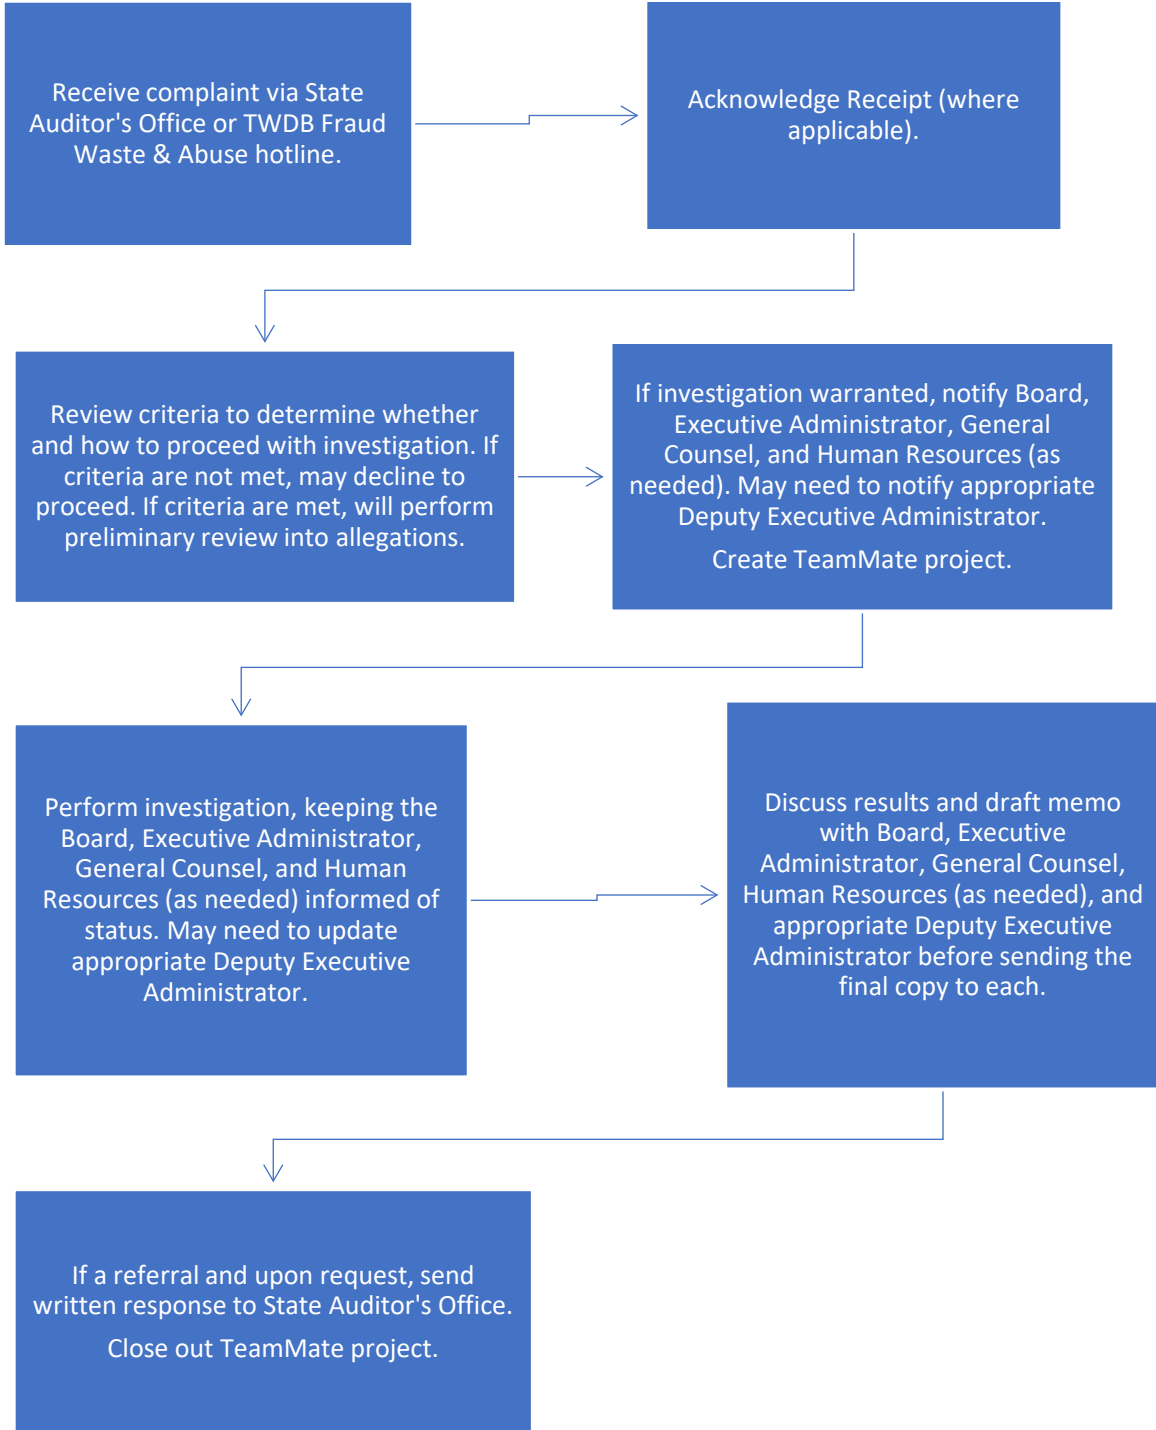 Receive complaint via State
Auditor's Office or TWDB Fraud
Waste & Abuse hotline.
Acknowledge Receipt (where
applicable).
Review criteria to determine whether
and how to proceed with investigation. If
criteria are not met, may decline to
proceed. If criteria are met, will perform
preliminary review into allegations.
If investigation warranted, notify Board,
Executive Administrator, General
Counsel, and Human Resources (as
needed). May need to notify appropriate
Deputy Executive Administrator.
Create TeamMate project.
Perform investigation, keeping the
Board, Executive Administrator,
General Counsel, and Human
Resources (as needed) informed of
status. May need to update
appropriate Deputy Executive
Administrator.
Discuss results and draft memo
with Board, Executive
Administrator, General Counsel,
Human Resources (as needed), and
appropriate Deputy Executive
Administrator before sending the
final copy to each.
If a referral and upon request, send
written response to State Auditor's Office.
Close out TeamMate project.